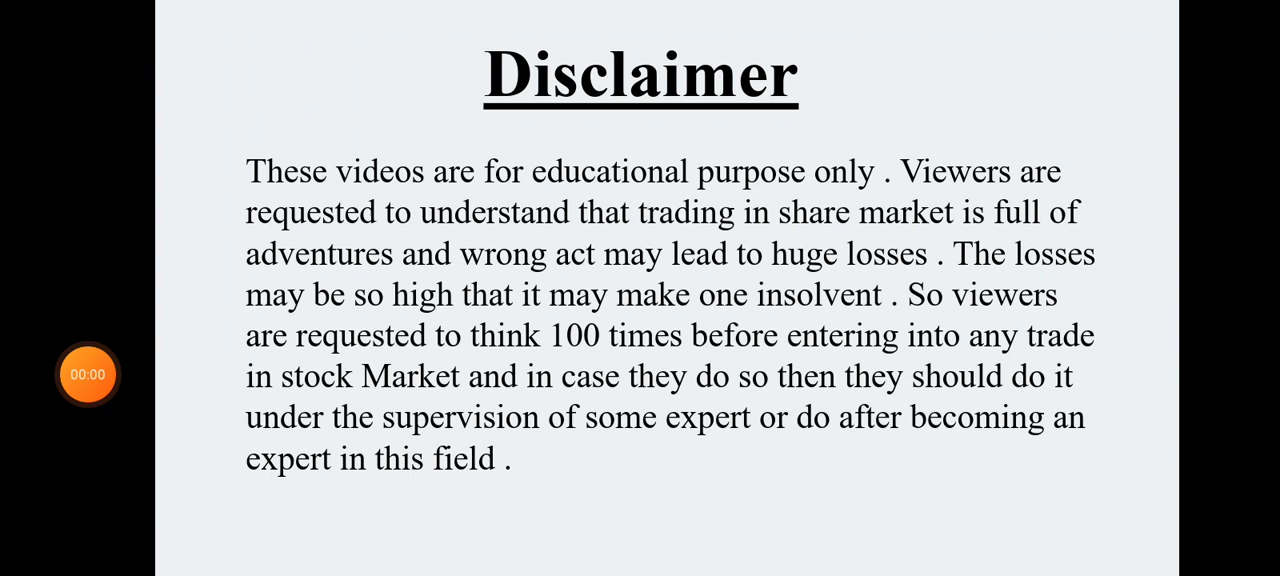 Disclaimer
These videos are for educational purpose only . Viewers are
requested to understand that trading in share market is full of
adventures and wrong act may lead to huge losses . The losses
may be so high that it may make one insolvent . So viewers
are requested to think 100 times before entering into any trade
in stock Market and in case they do so then they should do it
under the supervision of some expert or do after becoming an
expert in this field .
00:00